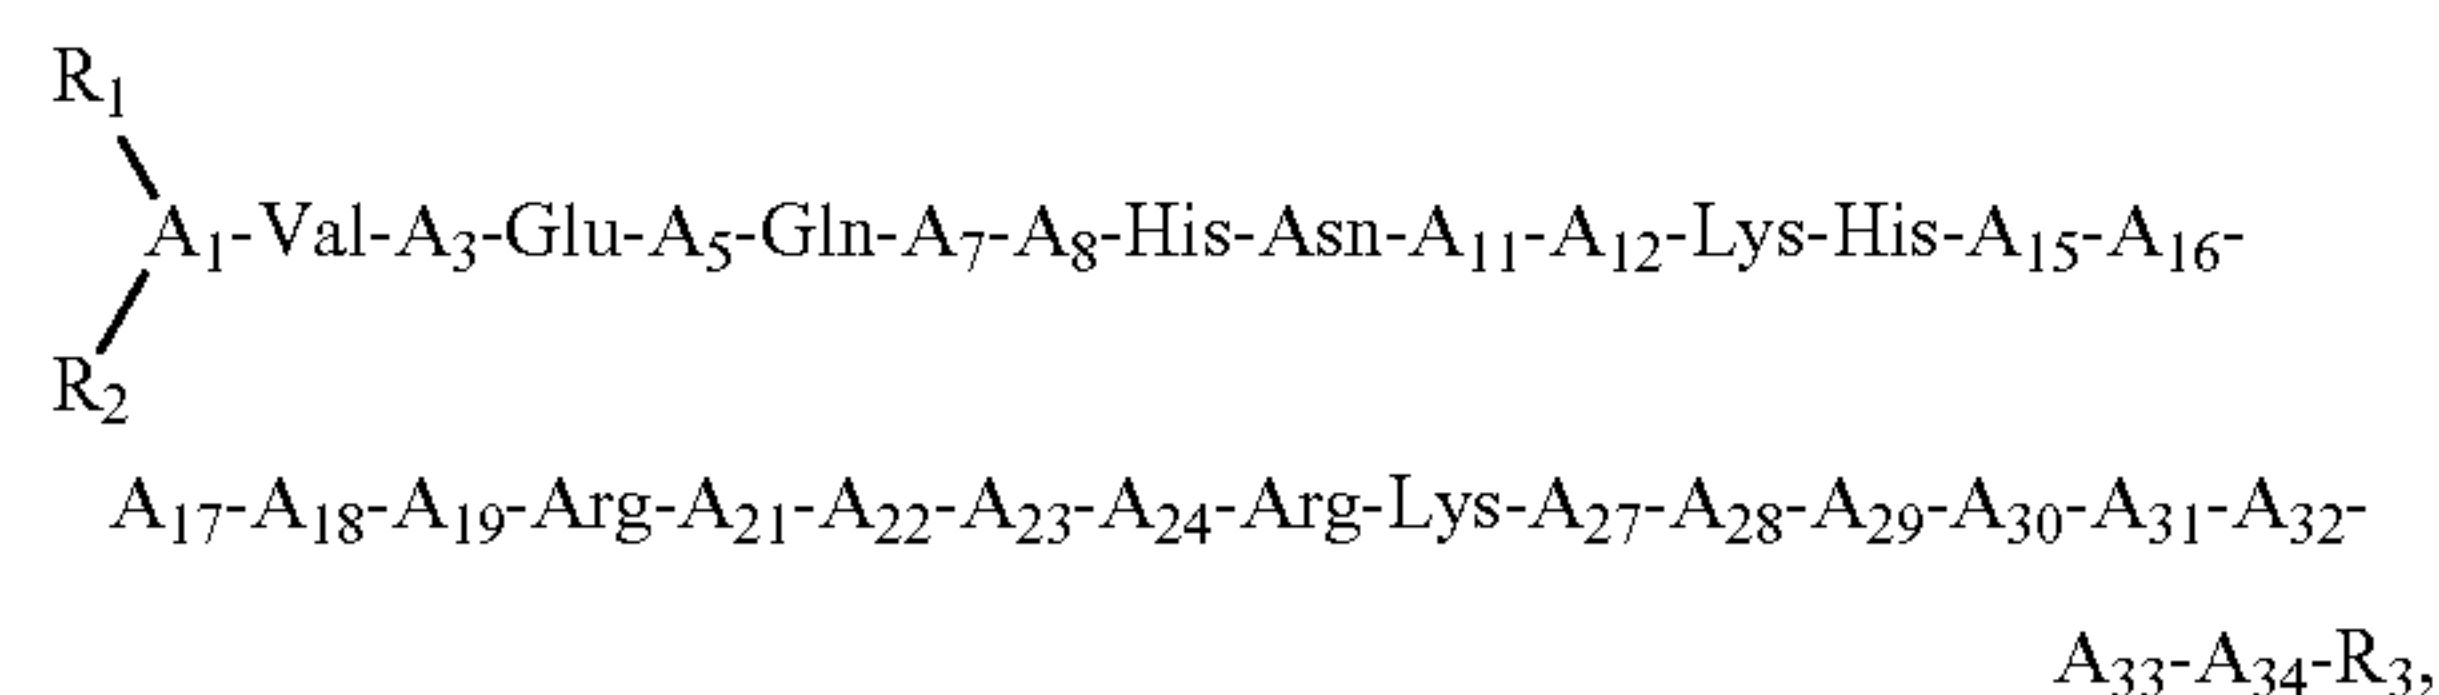 R1
A1-Val-A3-Glu-A5-Gln-A7-A8-His-Asn-A11-A12-Lys-His-A15-A16-
R2
A17-A18-A19-Arg-A21-A22-A23-A24-Arg-Lys-A27-A28-A29-A30-A31-A32-
A33-A34-R3,